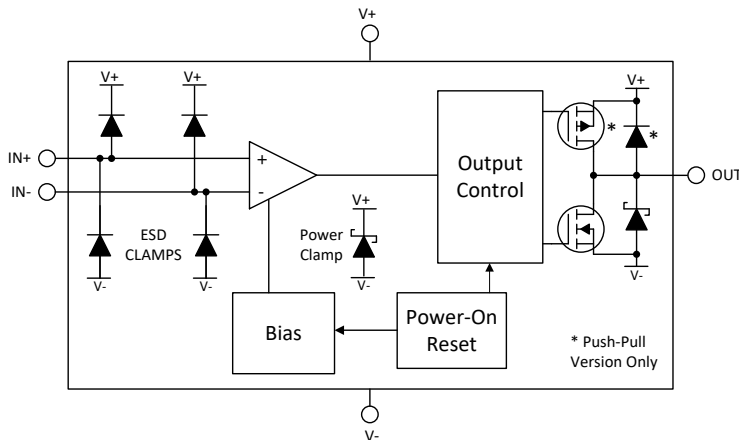 V+
V+
V+
V+
*
*
IN+
IN-
+
-
Output
Control
OUT
ESD
CLAMPS
V+
Power
Clamp
V-
V-
V-
V-
Bias
Power-On
Reset
* Push-Pull
Version Only
V-